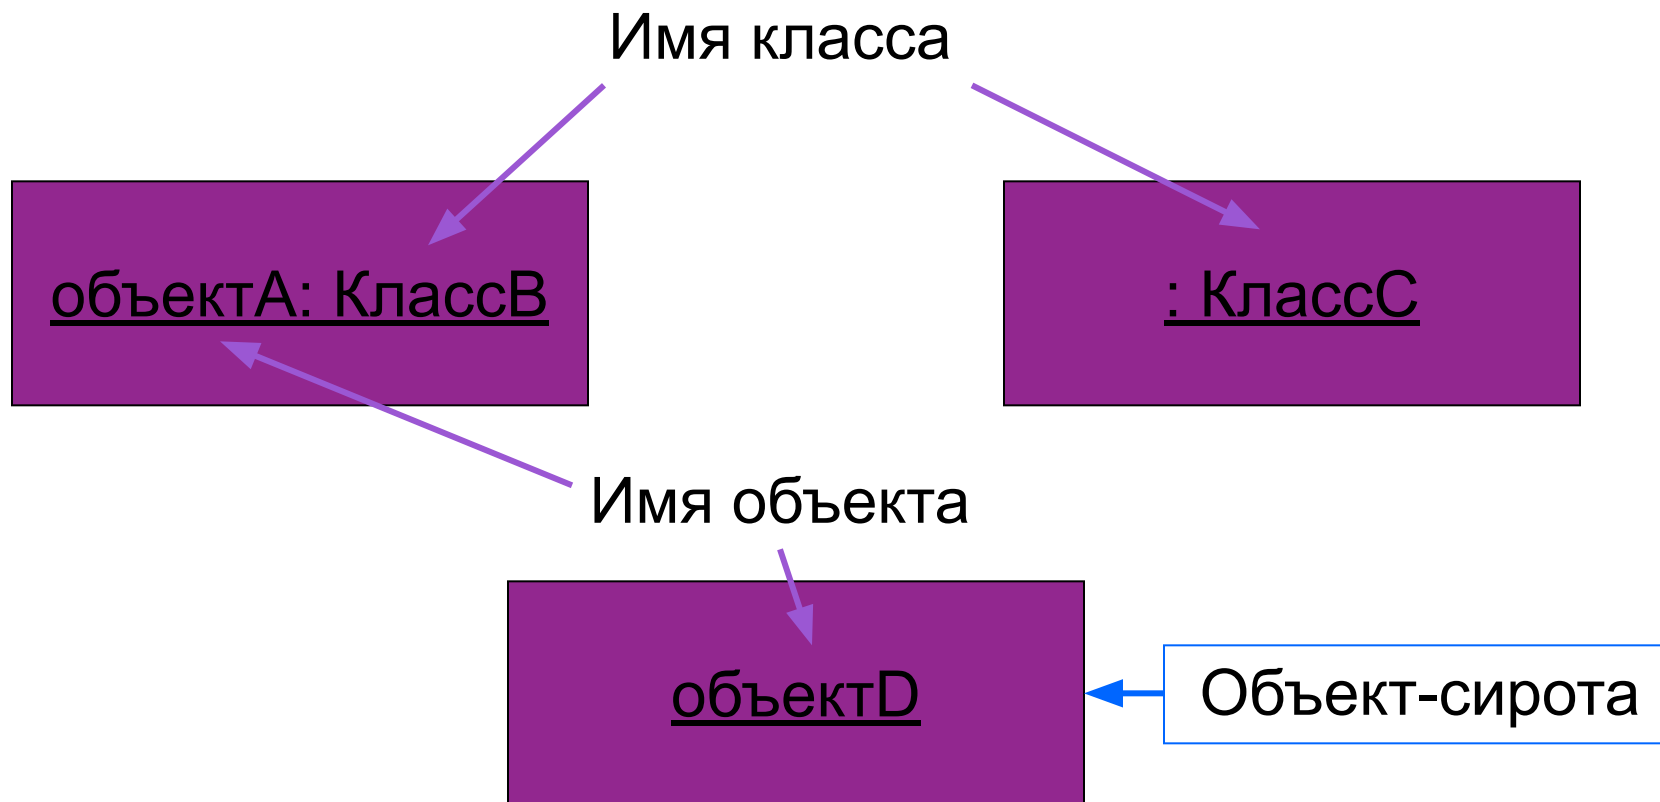 Имя класса
объектA: КлассB
: КлассC
Имя объекта
объектD
Объект-сирота